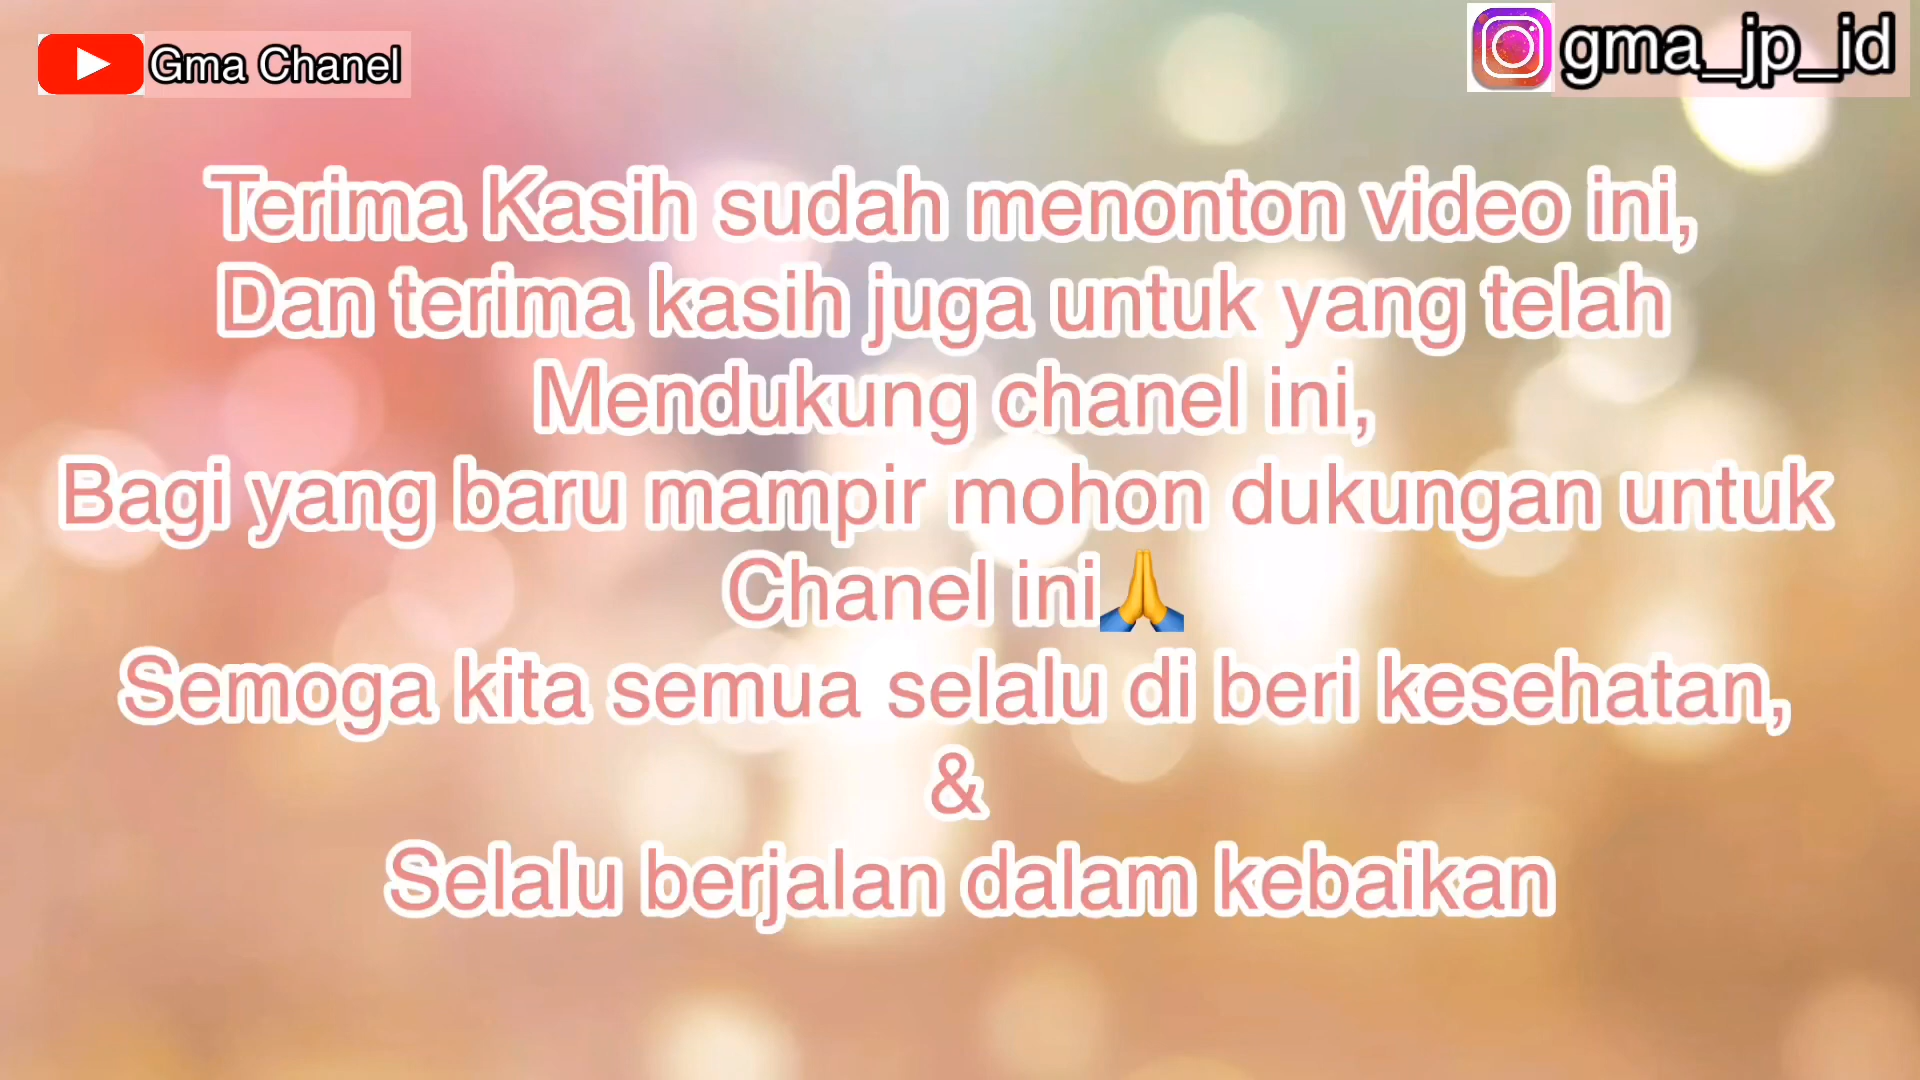 Gma Chanel
gma_jp_id
Terima Kasih sudah menonton video ini,
Dan terima kasih juga untuk yang telah
Mendukung chanel ini,
Bagi yang baru mampir mohon dukungan untuk
Chanel ini🙏
Semoga kita semua selalu di beri kesehatan,
&
Selalu berjalan dalam kebaikan